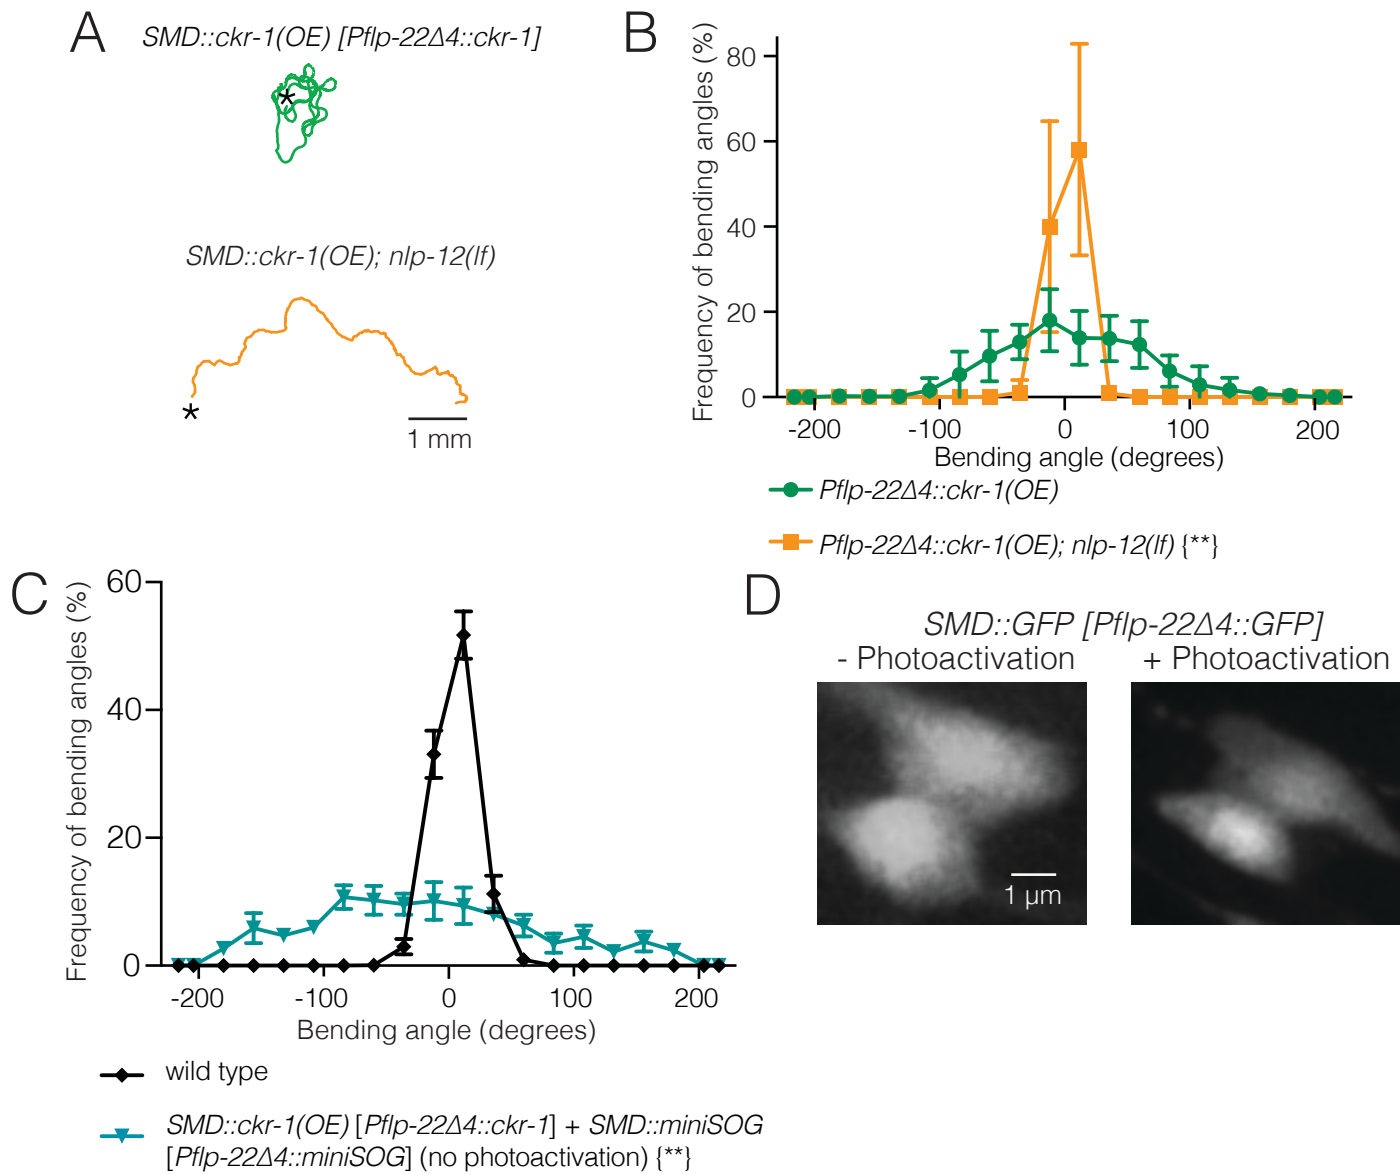 A
SMD::ckr-1(OE) [Pflp-22Δ4::ckr-1]
*
SMD::ckr-1(OE); nlp-12(lf)
*
1 mm
B
Frequency of bending angles (%)
80
60
40
20
0
-200 -100 0 100 200
Bending angle (degrees)
Pflp-22Δ4::ckr-1(OE)
Pflp-22Δ4::ckr-1(OE); nlp-12(lf) {**}
C
Frequency of bending angles (%)
60
40
20
0
-200 -100 0 100 200
Bending angle (degrees)
wild type
SMD::ckr-1(OE) [Pflp-22Δ4::ckr-1] + SMD::miniSOG
[Pflp-22Δ4::miniSOG] (no photoactivation) {**}
D
SMD::GFP [Pflp-22Δ4::GFP]
- Photoactivation + Photoactivation
1 µm